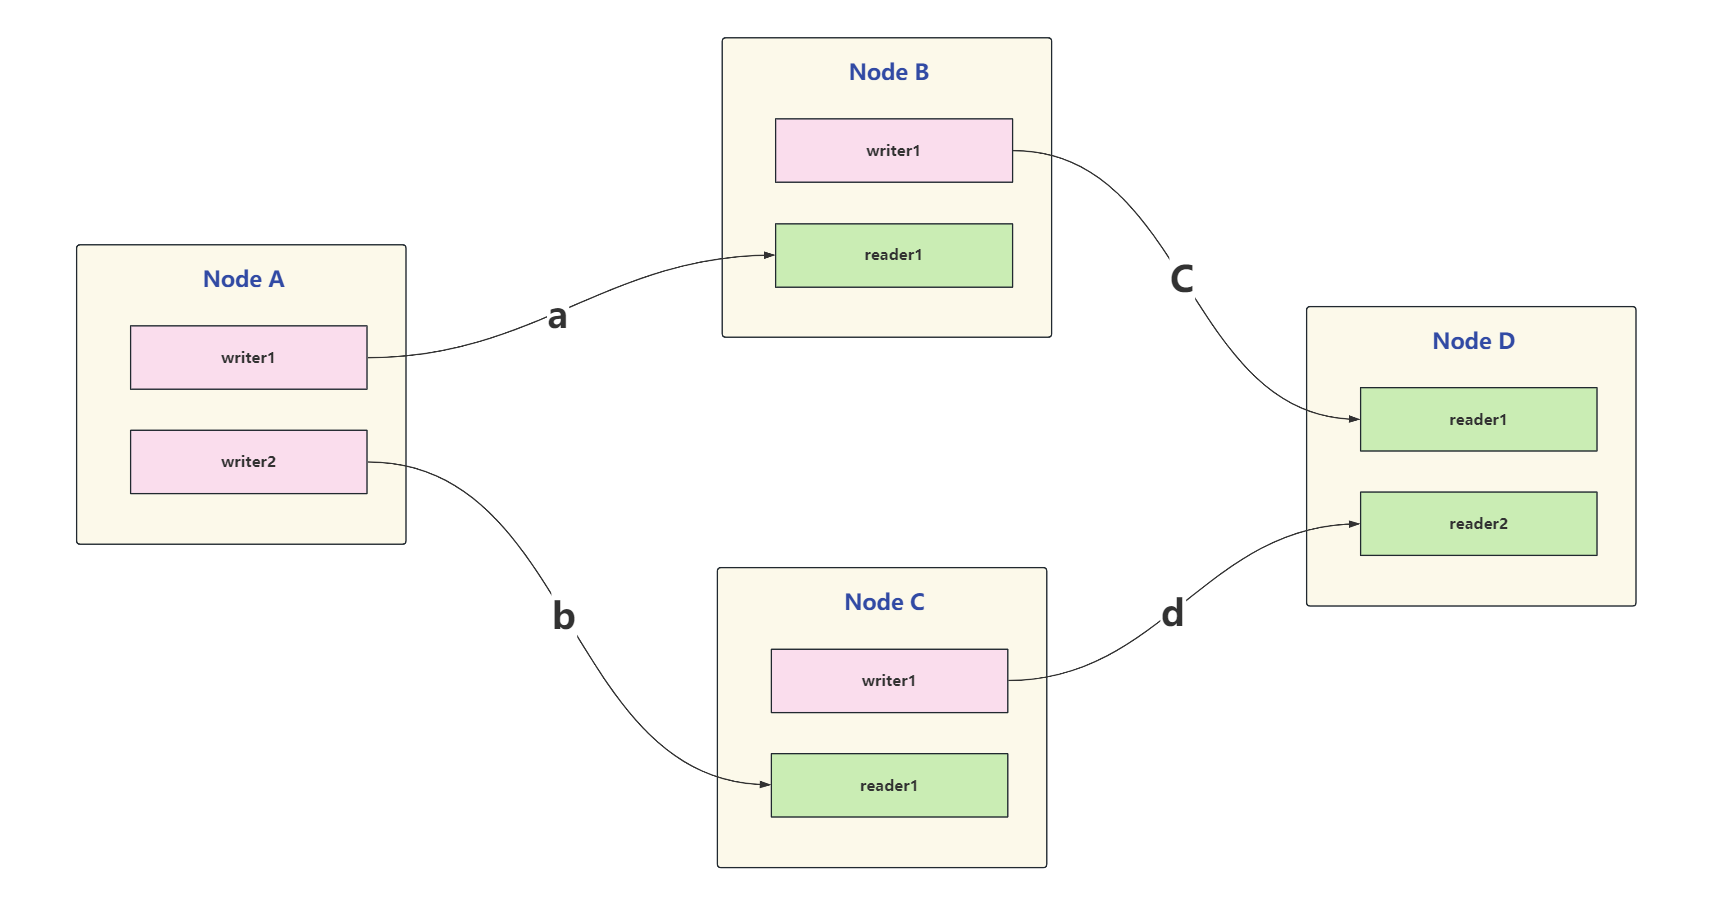 Node A
writer1
writer2
a
b
Node B
writer1
reader1
Node C
writer1
reader1
C
d
Node D
reader1
reader2